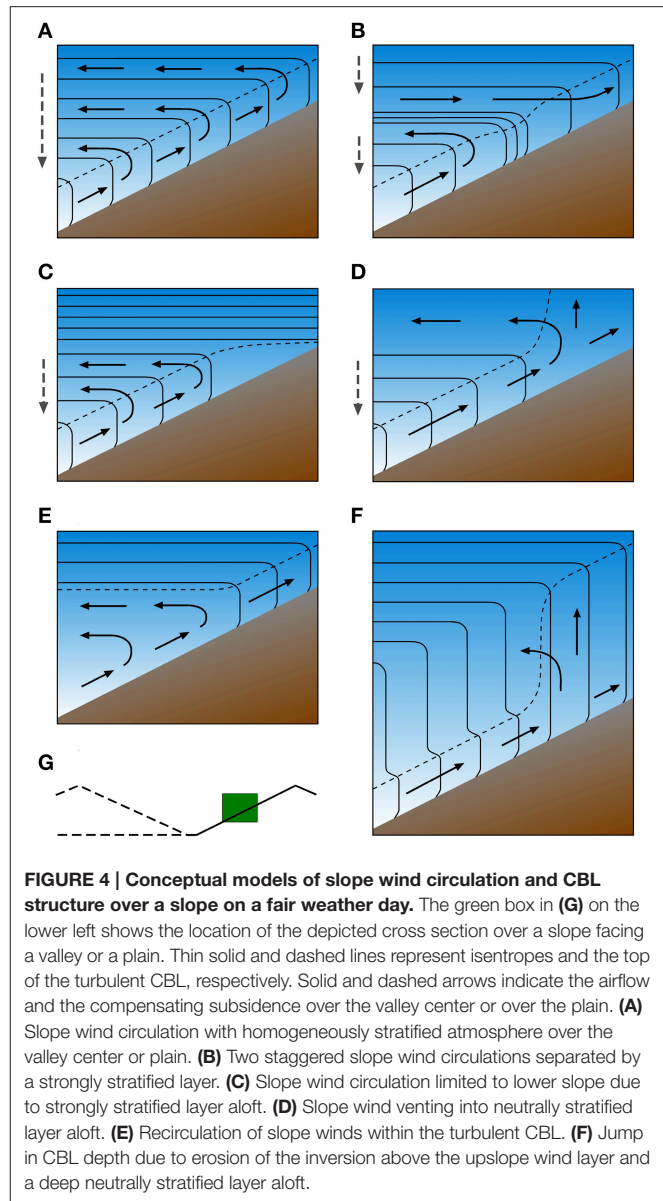 A
B
C
D
E
F
G
FIGURE 4 | Conceptual models of slope wind circulation and CBL
structure over a slope on a fair weather day. The green box in (G) on the
lower left shows the location of the depicted cross section over a slope facing
a valley or a plain. Thin solid and dashed lines represent isentropes and the top
of the turbulent CBL, respectively. Solid and dashed arrows indicate the airflow
and the compensating subsidence over the valley center or over the plain. (A)
Slope wind circulation with homogeneously stratified atmosphere over the
valley center or plain. (B) Two staggered slope wind circulations separated by
a strongly stratified layer. (C) Slope wind circulation limited to lower slope due
to strongly stratified layer aloft. (D) Slope wind venting into neutrally stratified
layer aloft. (E) Recirculation of slope winds within the turbulent CBL. (F) Jump
in CBL depth due to erosion of the inversion above the upslope wind layer and
a deep neutrally stratified layer aloft.